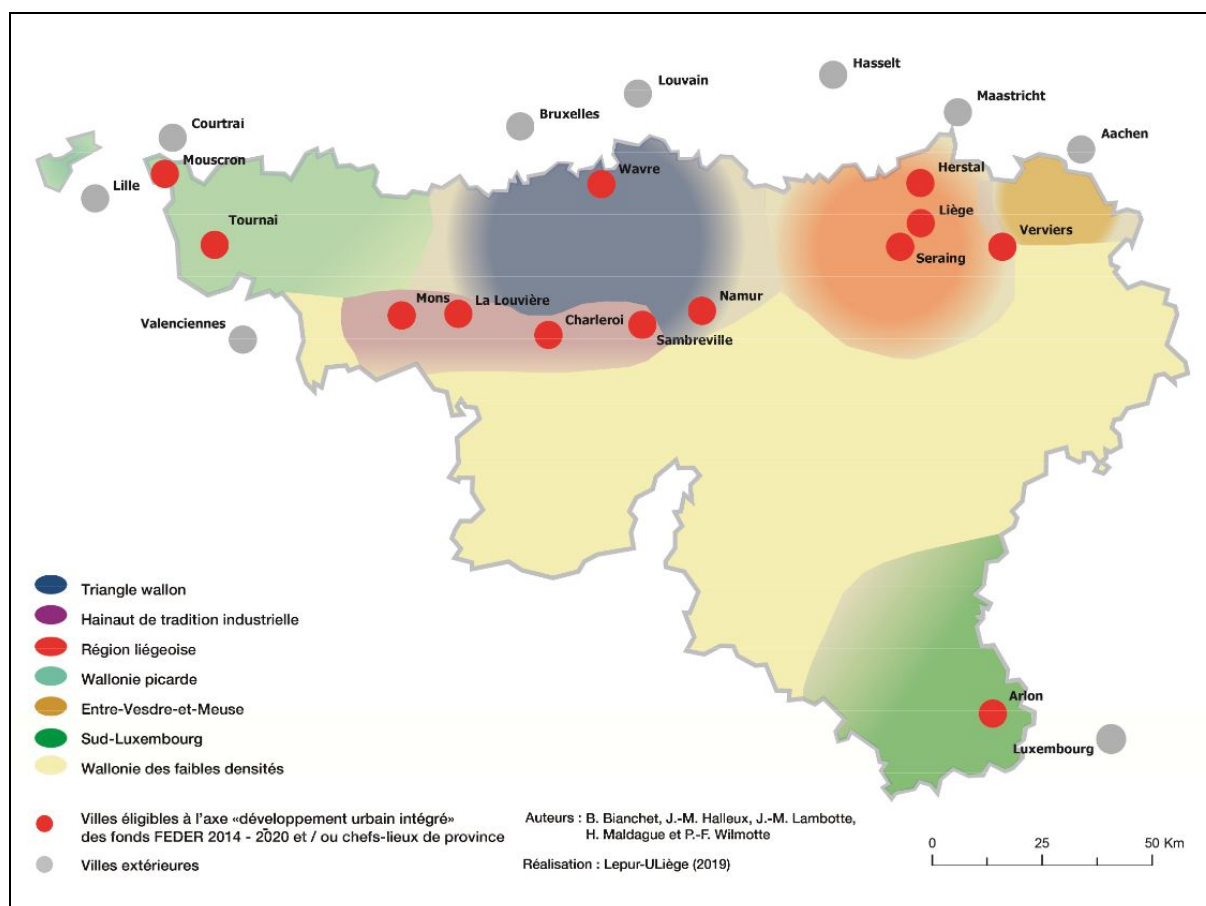 Hasselt
Louvain
Maastricht
Bruxelles
Courtrai
Aachen
Mouscron
Wavre
Herstal
Lille
Liège
Tournai
Verviers
Seraing
Namur
Mons
La Louvière
Charleroi
Valenciennes
Sambreville
Triangle wallon
Hainaut de tradition industrielle
Région liégeoise
Wallonie picarde
Entre-Vesdre-et-Meuse
Sud-Luxembourg
Wallonie des faibles densités
Arlon
Luxembourg
Villes éligibles à l'axe «développement urbain intégré»
des fonds FEDER 2014 - 2020 et / ou chefs-lieux de province
Villes extérieures
Auteurs : B. Bianchet, J.-M. Halleux, J.-M. Lambotte,
H. Maldague et P.-F. Wilmotte
Réalisation : Lepur-ULiège (2019)
0 25 50 Km